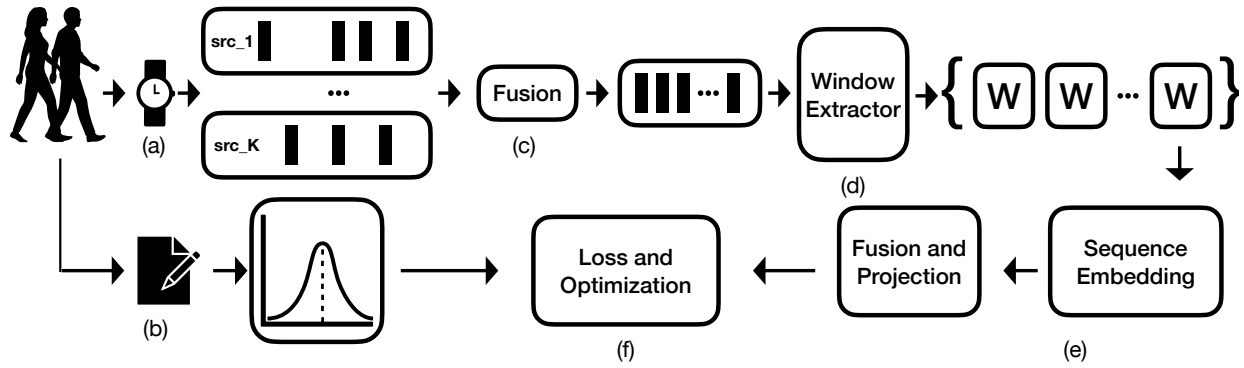 src_1
...
src_K
(a)
Fusion
(c)
...
Window
Extractor
(d)
{ W W ... W }
(b)
Loss and
Optimization
(f)
Fusion and
Projection
Sequence
Embedding
(e)